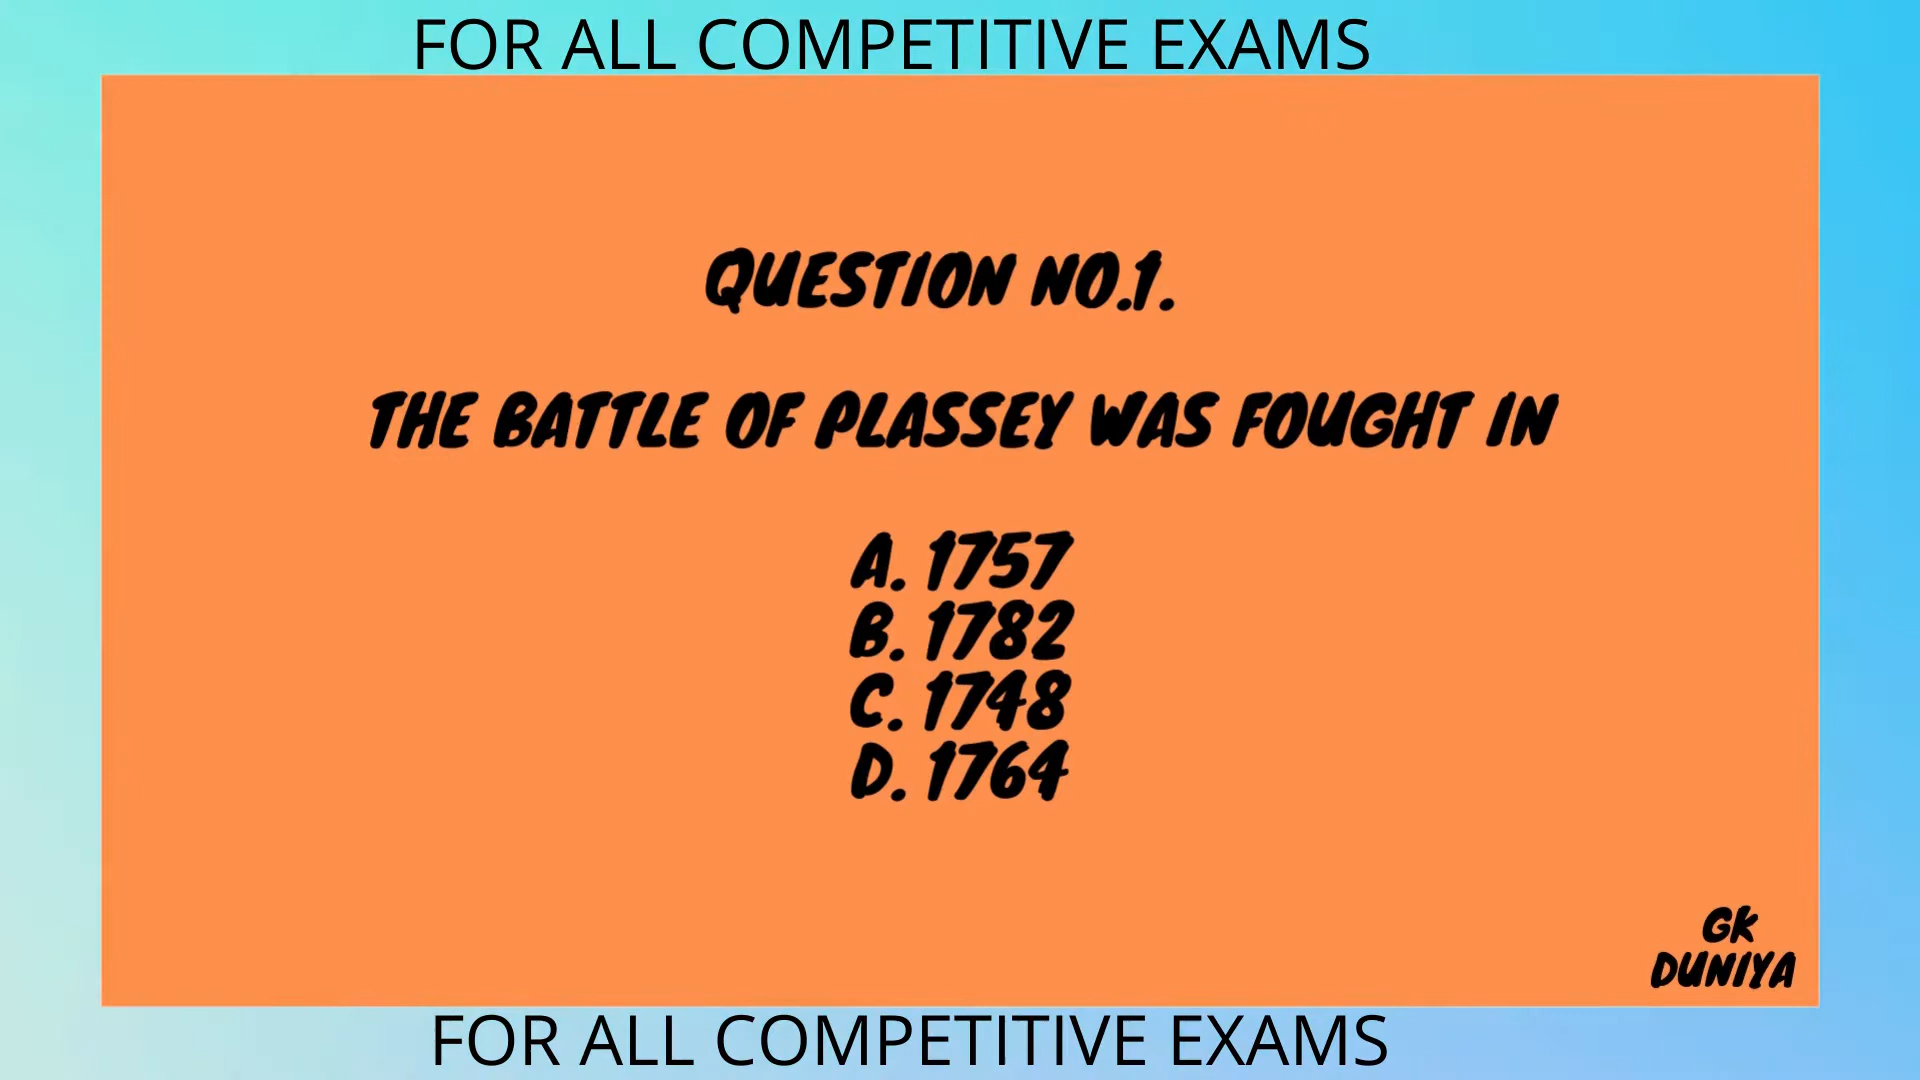 FOR ALL COMPETITIVE EXAMS
QUESTION NO.1.
THE BATTLE OF PLASSEY WAS FOUGHT IN
A. 1757
B. 1782
C. 1748
D. 1764
GK
DUNIYA
FOR ALL COMPETITIVE EXAMS